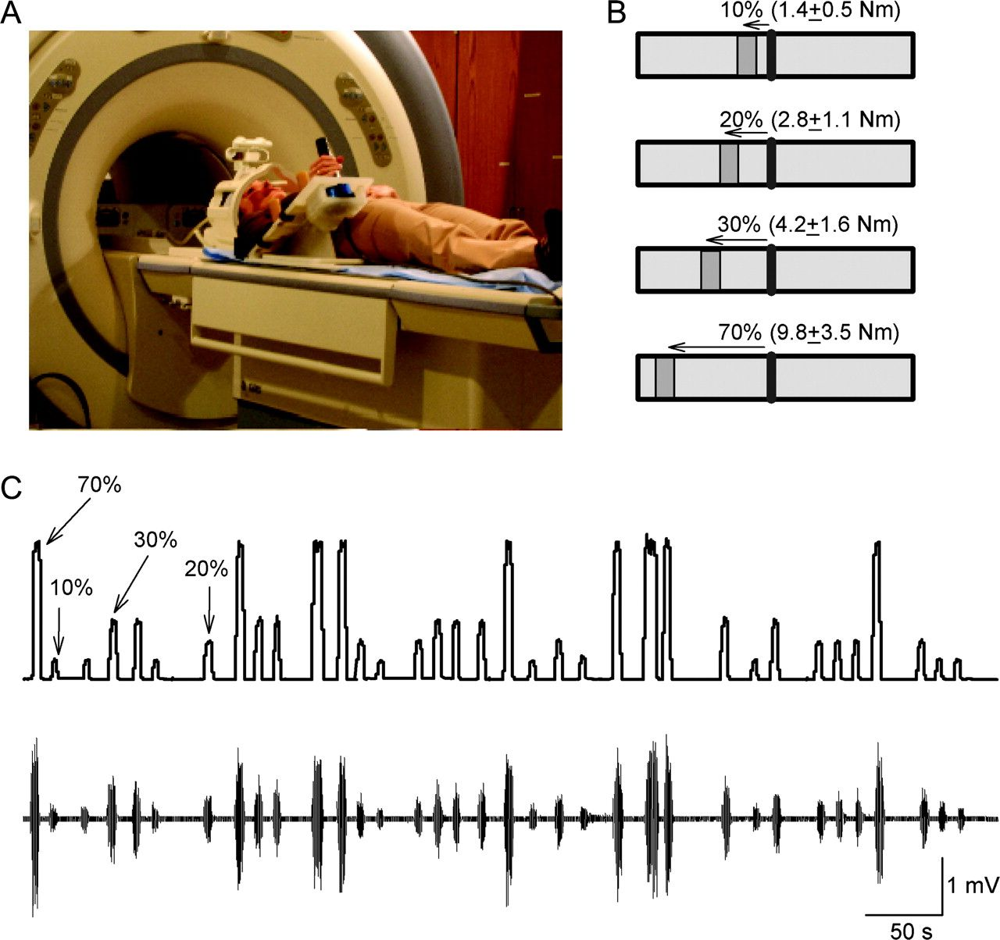 A
B
10% (1.4±0.5 Nm)
20% (2.8±1.1 Nm)
30% (4.2±1.6 Nm)
70% (9.8±3.5 Nm)
C
70%
30%
20%
10%
1 mV
50 s